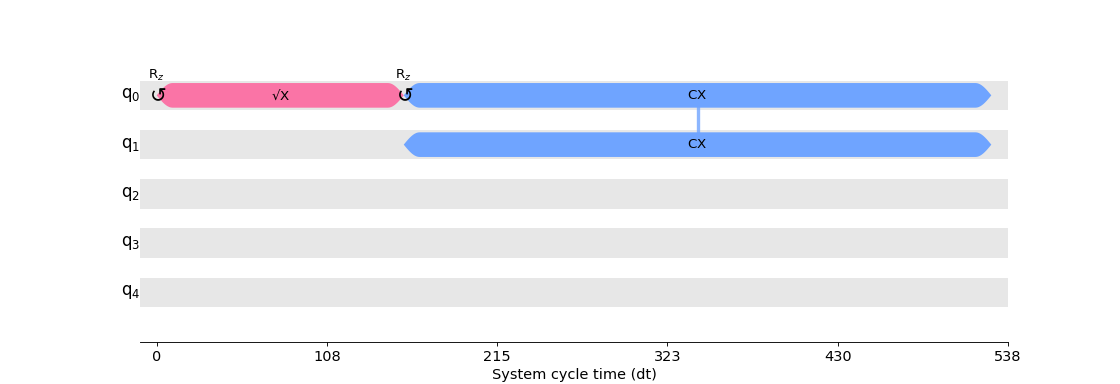 R_z R_z
q_0 ↺ √X ↺ CX
q_1 CX
q_2
q_3
q_4
0 108 215 323 430 538
System cycle time (dt)